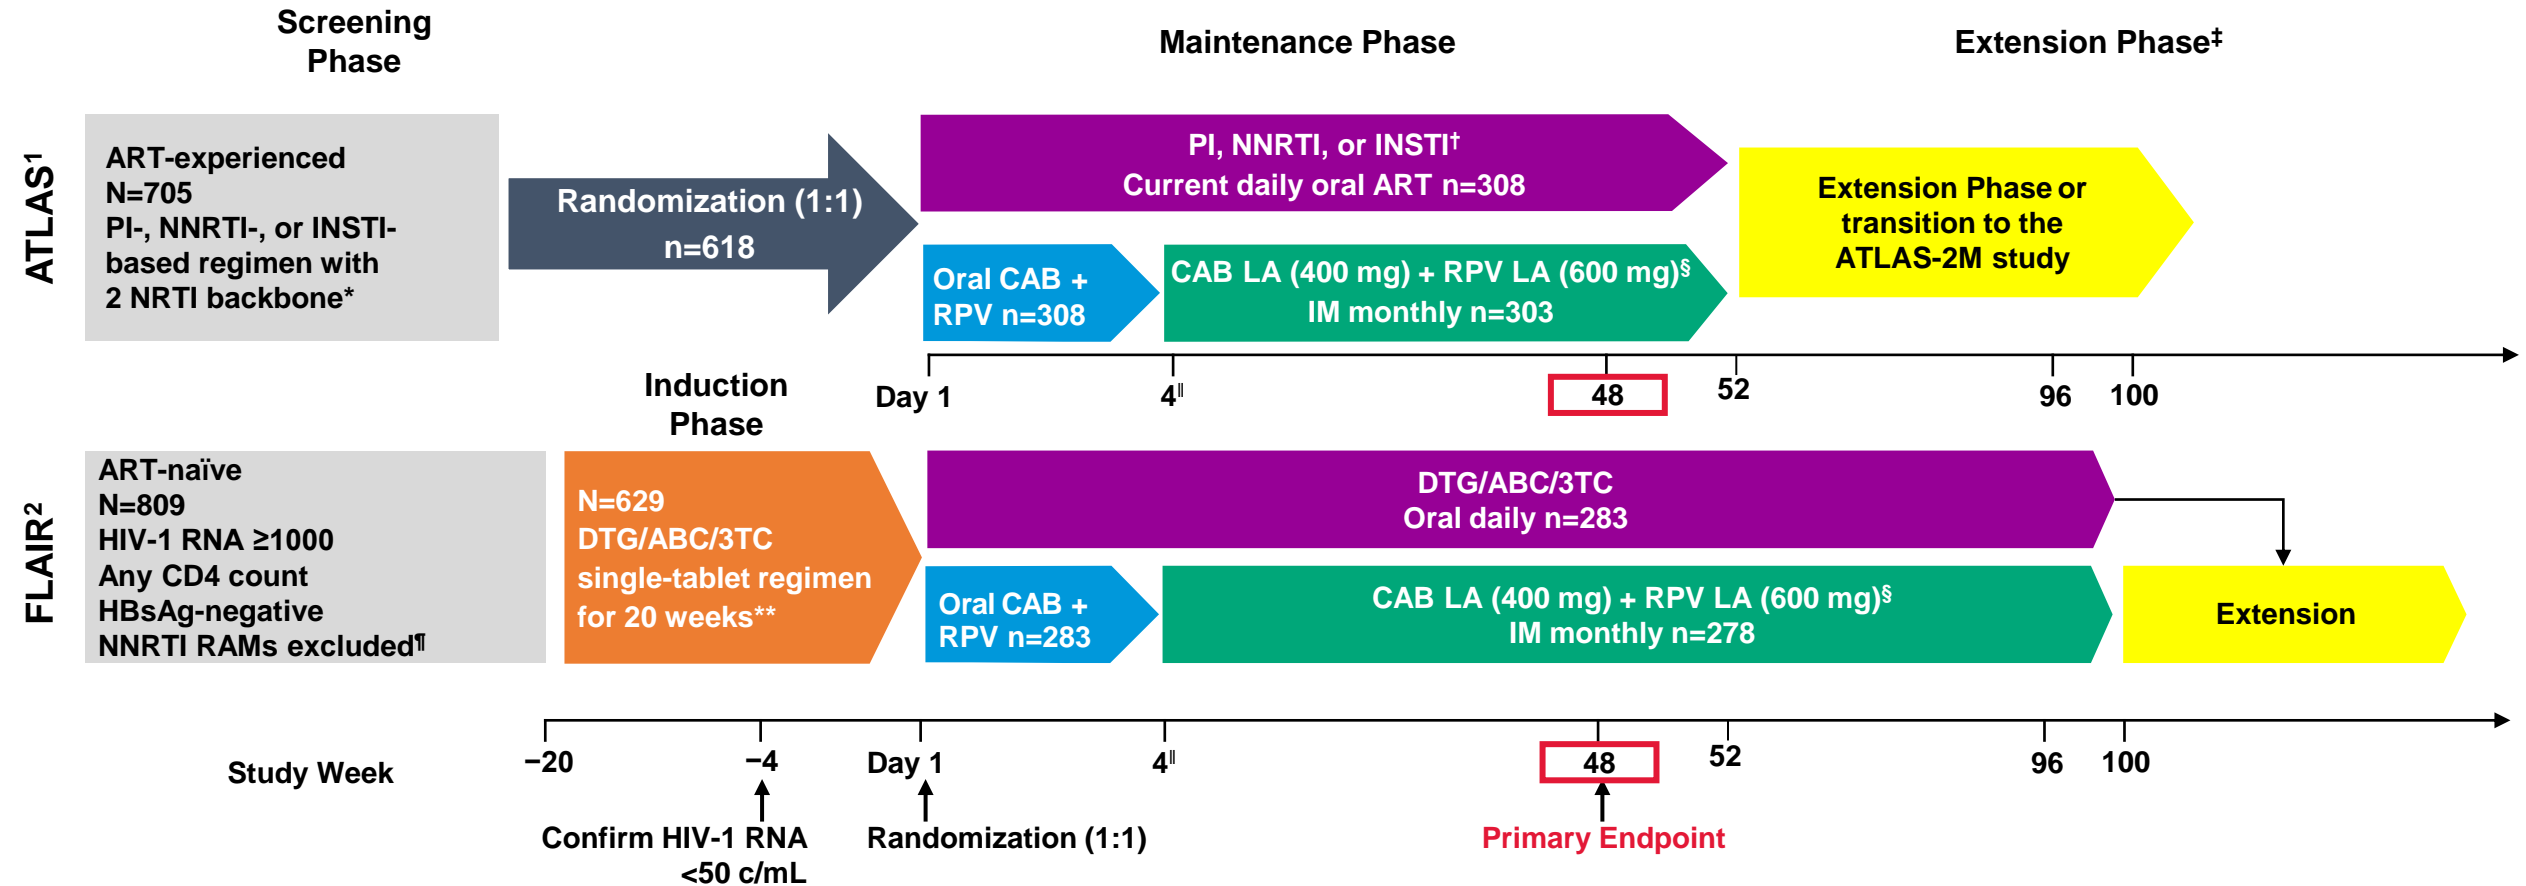 Screening
Phase
Maintenance Phase
Extension Phase‡
ATLAS1
ART-experienced
N=705
PI-, NNRTI-, or INSTI-
based regimen with
2 NRTI backbone*
Randomization (1:1)
n=618
PI, NNRTI, or INSTI†
Current daily oral ART n=308
Oral CAB +
RPV n=308
CAB LA (400 mg) + RPV LA (600 mg)§
IM monthly n=303
Extension Phase or
transition to the
ATLAS-2M study
Day 1
4||
48
52
96
100
Induction
Phase
FLAIR2
ART-naïve
N=809
HIV-1 RNA ≥1000
Any CD4 count
HBsAg-negative
NNRTI RAMs excluded¶
N=629
DTG/ABC/3TC
single-tablet regimen
for 20 weeks**
DTG/ABC/3TC
Oral daily n=283
Oral CAB +
RPV n=283
CAB LA (400 mg) + RPV LA (600 mg)§
IM monthly n=278
Extension
Study Week
−20
−4
Day 1
4||
48
52
96
100
Confirm HIV-1 RNA
<50 c/mL
Randomization (1:1)
Primary Endpoint